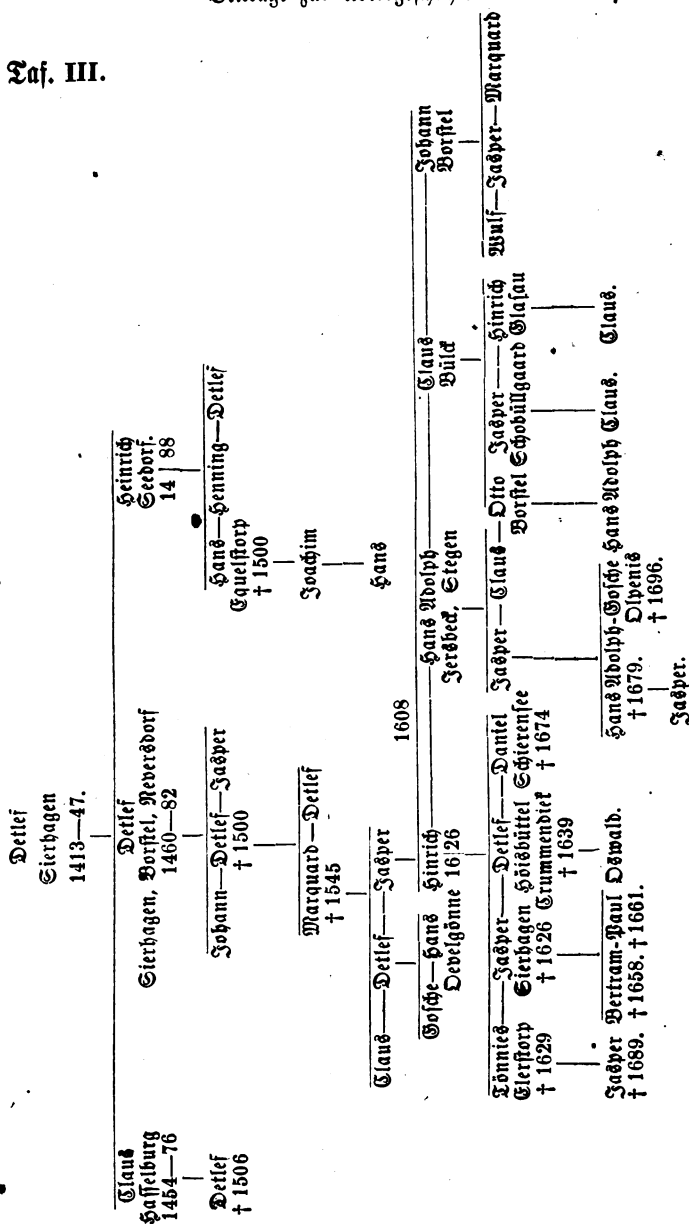 Taf. III.
Detlef
Sierhagen
1413—47.
Claus
Hasselburg
1454—76
Detlef
Sierhagen, Borstel, Neversdorf
1460—82
Heinrich
Seedorf.
14 88
Detlef
† 1506
Johann—Detlef—Jasper
† 1500
Hans—Henning—Detlef
Equelstorp
† 1500
Joachim
Hans
Marquard—Detlef
† 1545
Claus—Detlef—Jasper
1608
Gosche—Hans
Develgönne
Hinrich
16 26
Hans Adolph
Jersbeck, Stegen
Claus
Bülck
Johann
Borstel
Tönnies—Jasper—Detlef—Daniel
Elerstorp Sierhagen Höisbüttel Schierensee
† 1629 † 1626 Crummendiek † 1674
† 1639
Jasper—Claus—Otto Jasper—Hinrich
Borstel Schobüllgaard Glasau
Wulf—Jasper—Marquard
Jasper Bertram-Paul Oswald.
† 1689. † 1658. † 1661.
Hans Adolph-Gosche Hans Adolph Claus. Claus.
† 1679. Olpenis
† 1696.
Jasper.